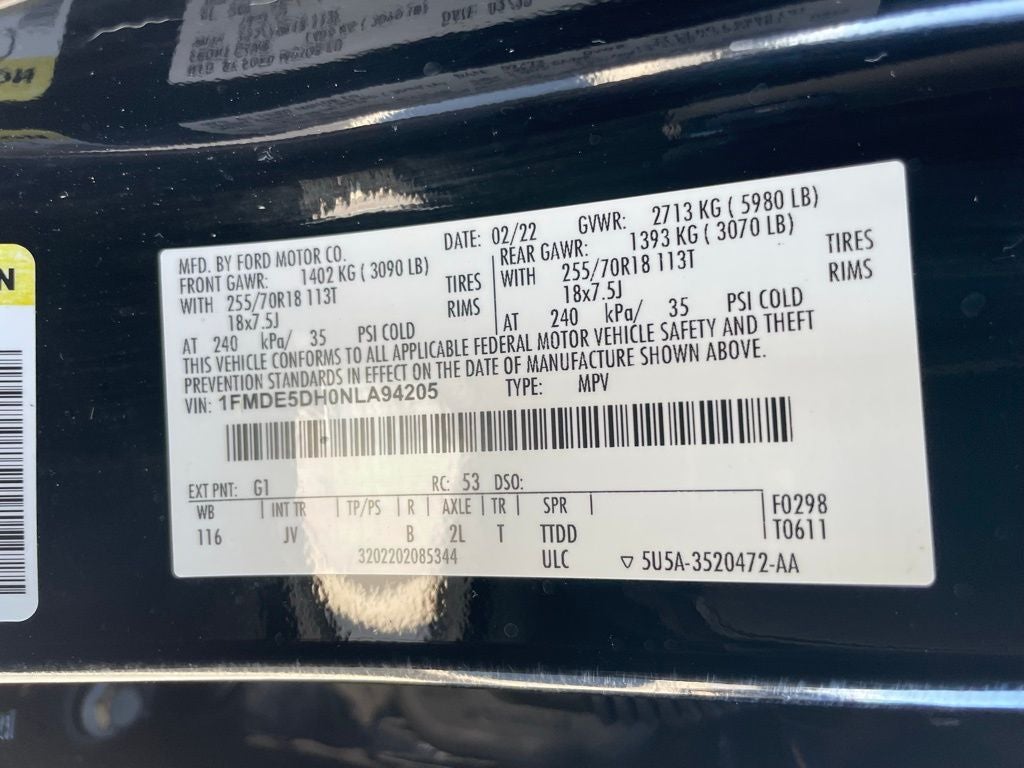 MFD. BY FORD MOTOR CO.
DATE: 02/22
GVWR: 2713 KG ( 5980 LB)
FRONT GAWR: 1402 KG ( 3090 LB)
WITH 255/70R18 113T TIRES
18x7.5J RIMS
AT 240 kPa/ 35 PSI COLD
REAR GAWR: 1393 KG ( 3070 LB)
WITH 255/70R18 113T TIRES
18x7.5J RIMS
AT 240 kPa/ 35 PSI COLD
THIS VEHICLE CONFORMS TO ALL APPLICABLE FEDERAL MOTOR VEHICLE SAFETY AND THEFT
PREVENTION STANDARDS IN EFFECT ON THE DATE OF MANUFACTURE SHOWN ABOVE.
VIN: 1FMDE5DH0NLA94205 TYPE: MPV
EXT PNT: G1 RC: 53 DSO:
WB | INT TR | TP/PS | R | AXLE | TR | SPR | F0298
116 JV B 2L T TTDD T0611
3202202085344 ULC ▽ 5U5A-3520472-AA
N